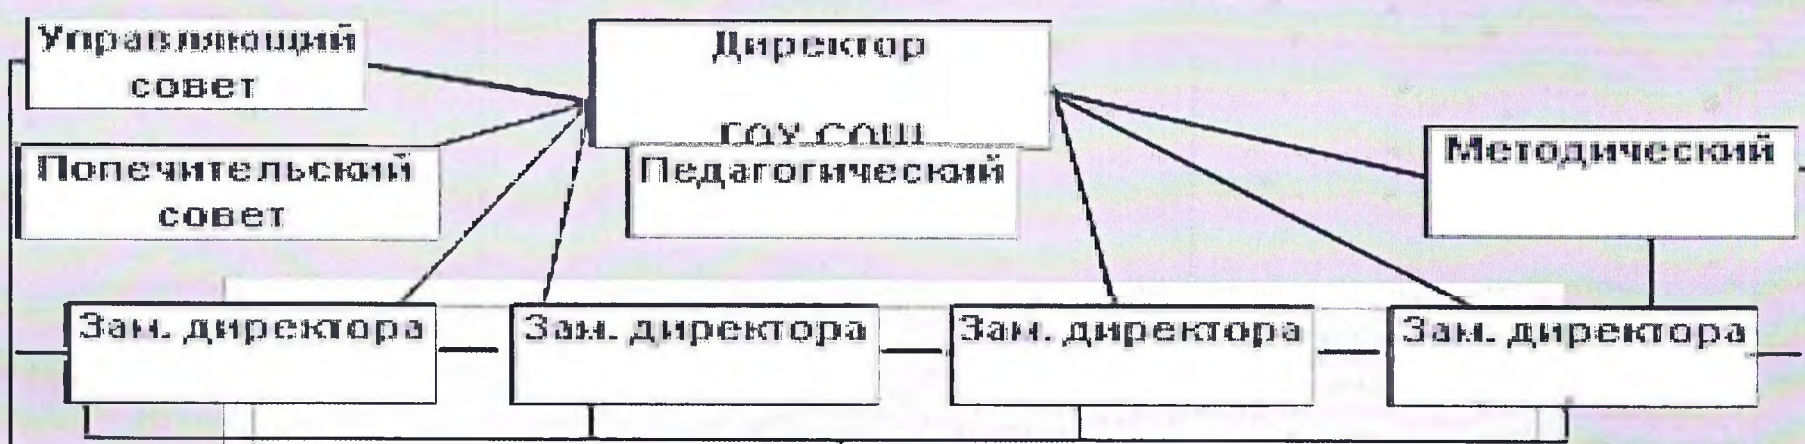 Управляющий
совет
Директор
ГОУ СОШ
Попечительский
совет
Педагогический
Методический
Зам. директора
Зам. директора
Зам. директора
Зам. директора